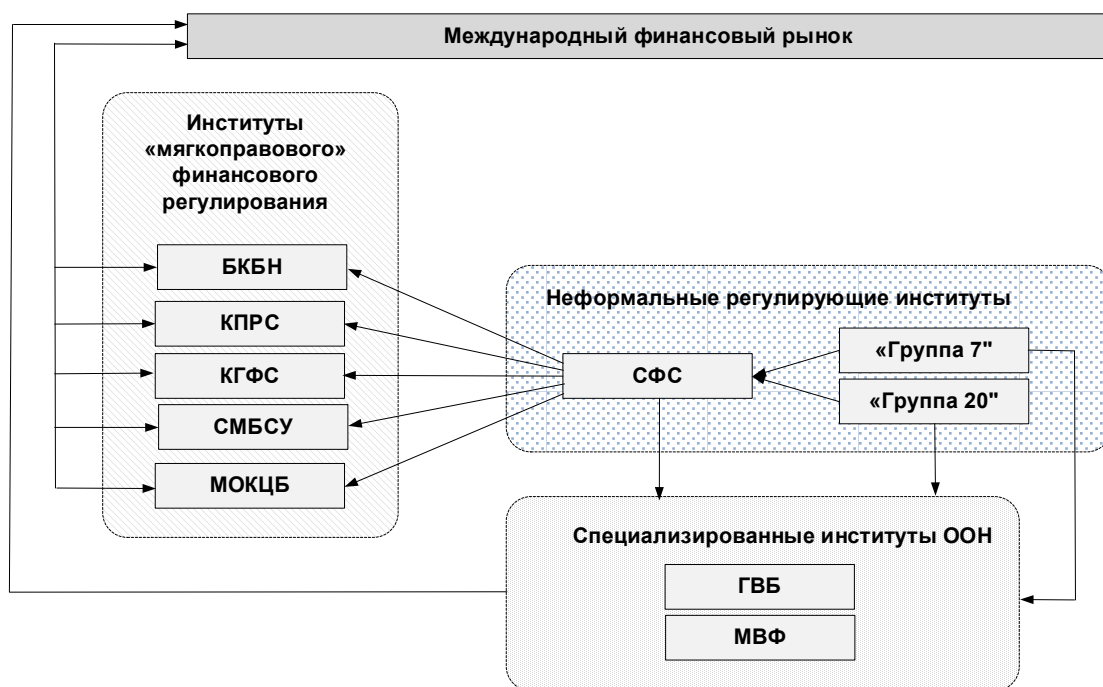 Международный финансовый рынок
Институты
«мягкоправового»
финансового
регулирования
БКБН
КПРС
КГФС
СМБСУ
МОКЦБ
Неформальные регулирующие институты
СФС
«Группа 7"
«Группа 20"
Специализированные институты ООН
ГВБ
МВФ